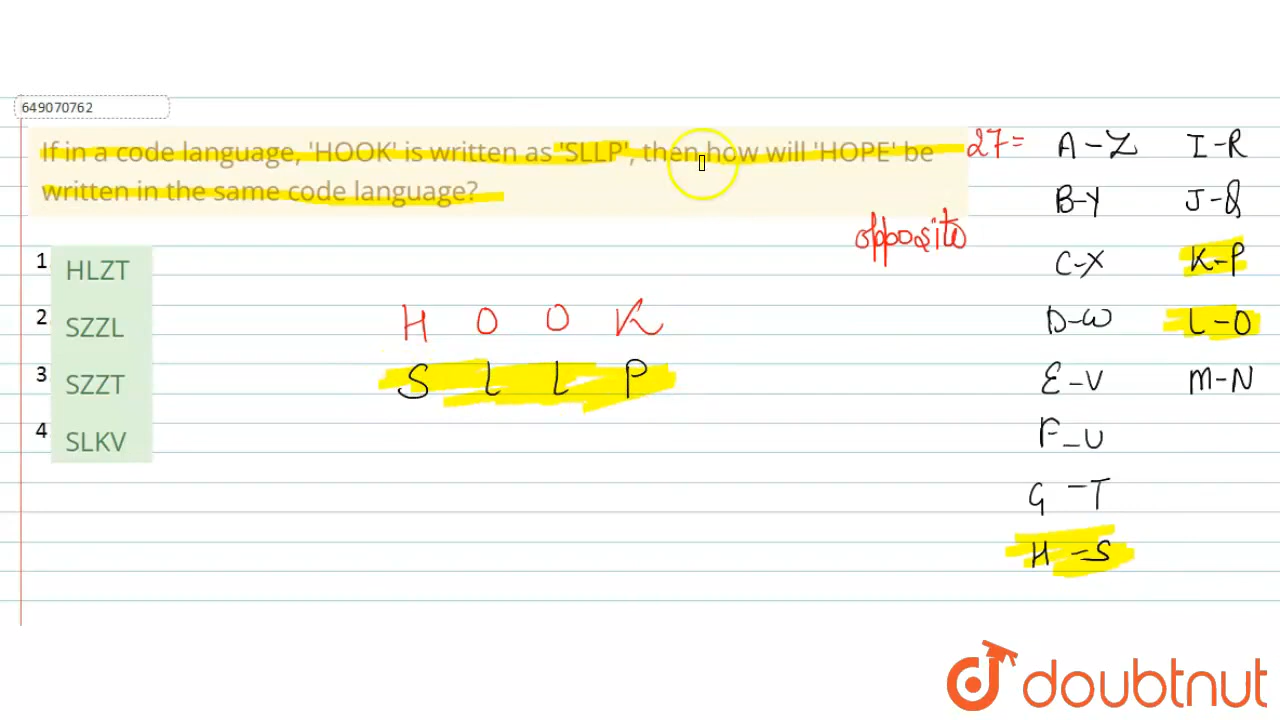 649070762
If in a code language, 'HOOK' is written as 'SLLP', then how will 'HOPE' be
written in the same code language?
1. HLZT
2. SZZL
3. SZZT
4. SLKV
opposite
H O O K
S L L P
27 =
A - Z
B - Y
C - X
D - W
E - V
F - U
G - T
H - S
I - R
J - Q
K - P
L - O
M - N
doubtnut